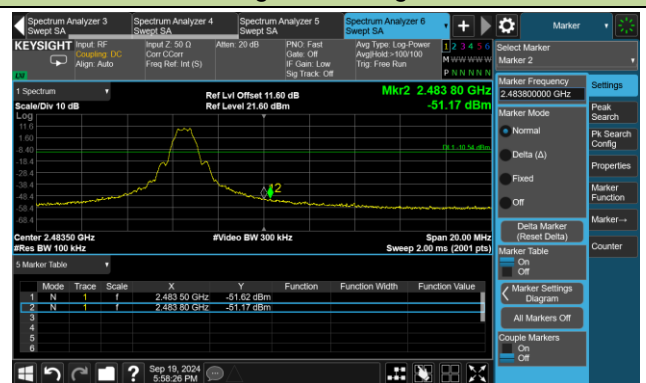 Spectrum Analyzer 3
Swept SA
Spectrum Analyzer 4
Swept SA
Spectrum Analyzer 5
Swept SA
Spectrum Analyzer 6
Swept SA
Marker
KEYSIGHT
Input: RF
Coupling: DC
Align: Auto
Input Z: 50 Ω
Corr CCorr
Freq Ref: Int (S)
Atten: 20 dB
PNO: Fast
Gate: Off
IF Gain: Low
Sig Track: Off
Avg Type: Log-Power
Avg|Hold:>100/100
Trig: Free Run
1 2 3 4 5 6
M W W W W W
P N N N N N
LV
Select Marker
Marker 2
1 Spectrum
Scale/Div 10 dB
Log
Ref Lvl Offset 11.60 dB
Ref Level 21.60 dBm
Mkr2 2.483 80 GHz
-51.17 dBm
11.6
1.60
-8.40
-18.4
-28.4
-38.4
-48.4
-58.4
-68.4
DL1 -10.54 dBm
2
Center 2.48350 GHz
#Res BW 100 kHz
#Video BW 300 kHz
Span 20.00 MHz
Sweep 2.00 ms (2001 pts)
5 Marker Table
Mode Trace Scale X Y Function Function Width Function Value
1 N 1 f 2.483 50 GHz -51.62 dBm
2 N 1 f 2.483 80 GHz -51.17 dBm
3
4
5
6
Marker Frequency
2.483800000 GHz
Marker Mode
Normal
Delta (Δ)
Fixed
Off
Delta Marker
(Reset Delta)
Marker Table
On
Off
Marker Settings
Diagram
All Markers Off
Couple Markers
On
Off
Settings
Peak
Search
Pk Search
Config
Properties
Marker
Function
Marker→
Counter
Sep 19, 2024
5:58:26 PM